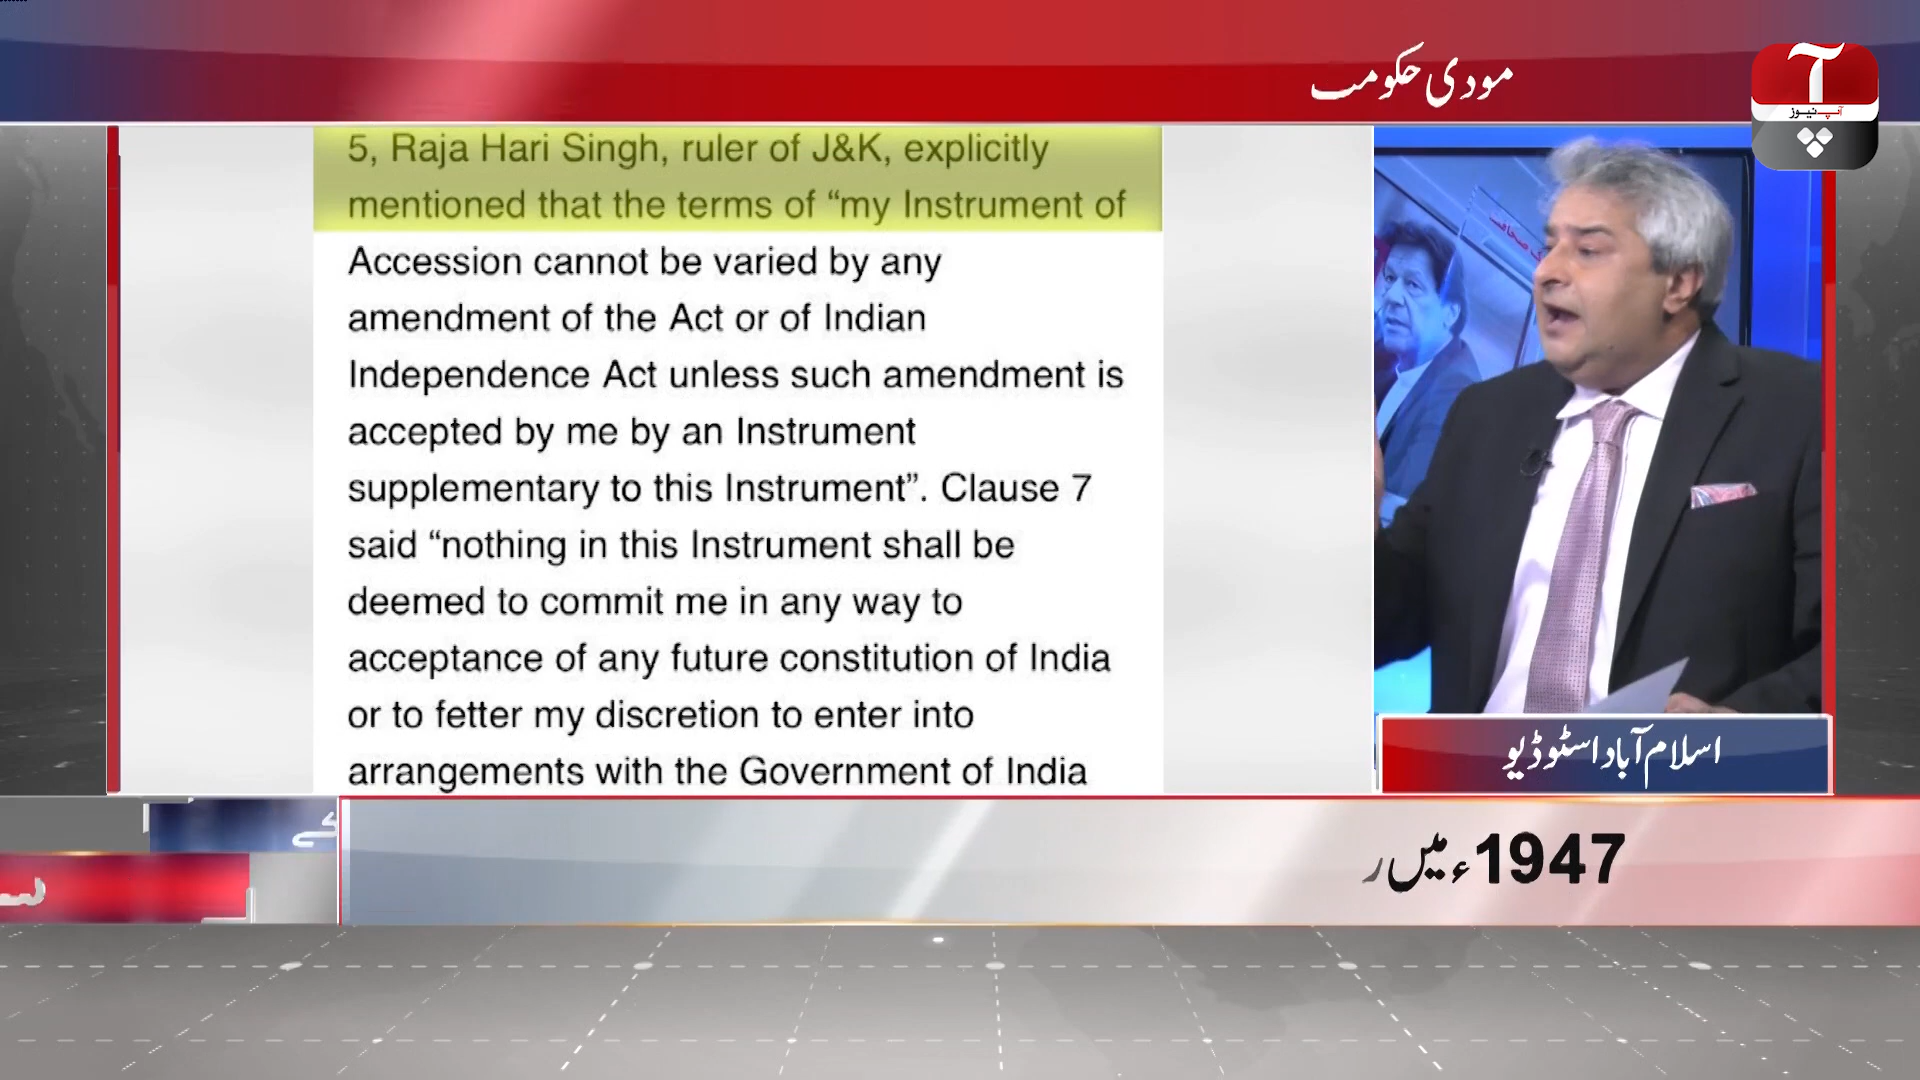 مودی حکومت
آپ نیوز
5, Raja Hari Singh, ruler of J&K, explicitly
mentioned that the terms of “my Instrument of
Accession cannot be varied by any
amendment of the Act or of Indian
Independence Act unless such amendment is
accepted by me by an Instrument
supplementary to this Instrument”. Clause 7
said “nothing in this Instrument shall be
deemed to commit me in any way to
acceptance of any future constitution of India
or to fetter my discretion to enter into
arrangements with the Government of India
اسلام آباد اسٹوڈیو
کے
1947ء میں ر